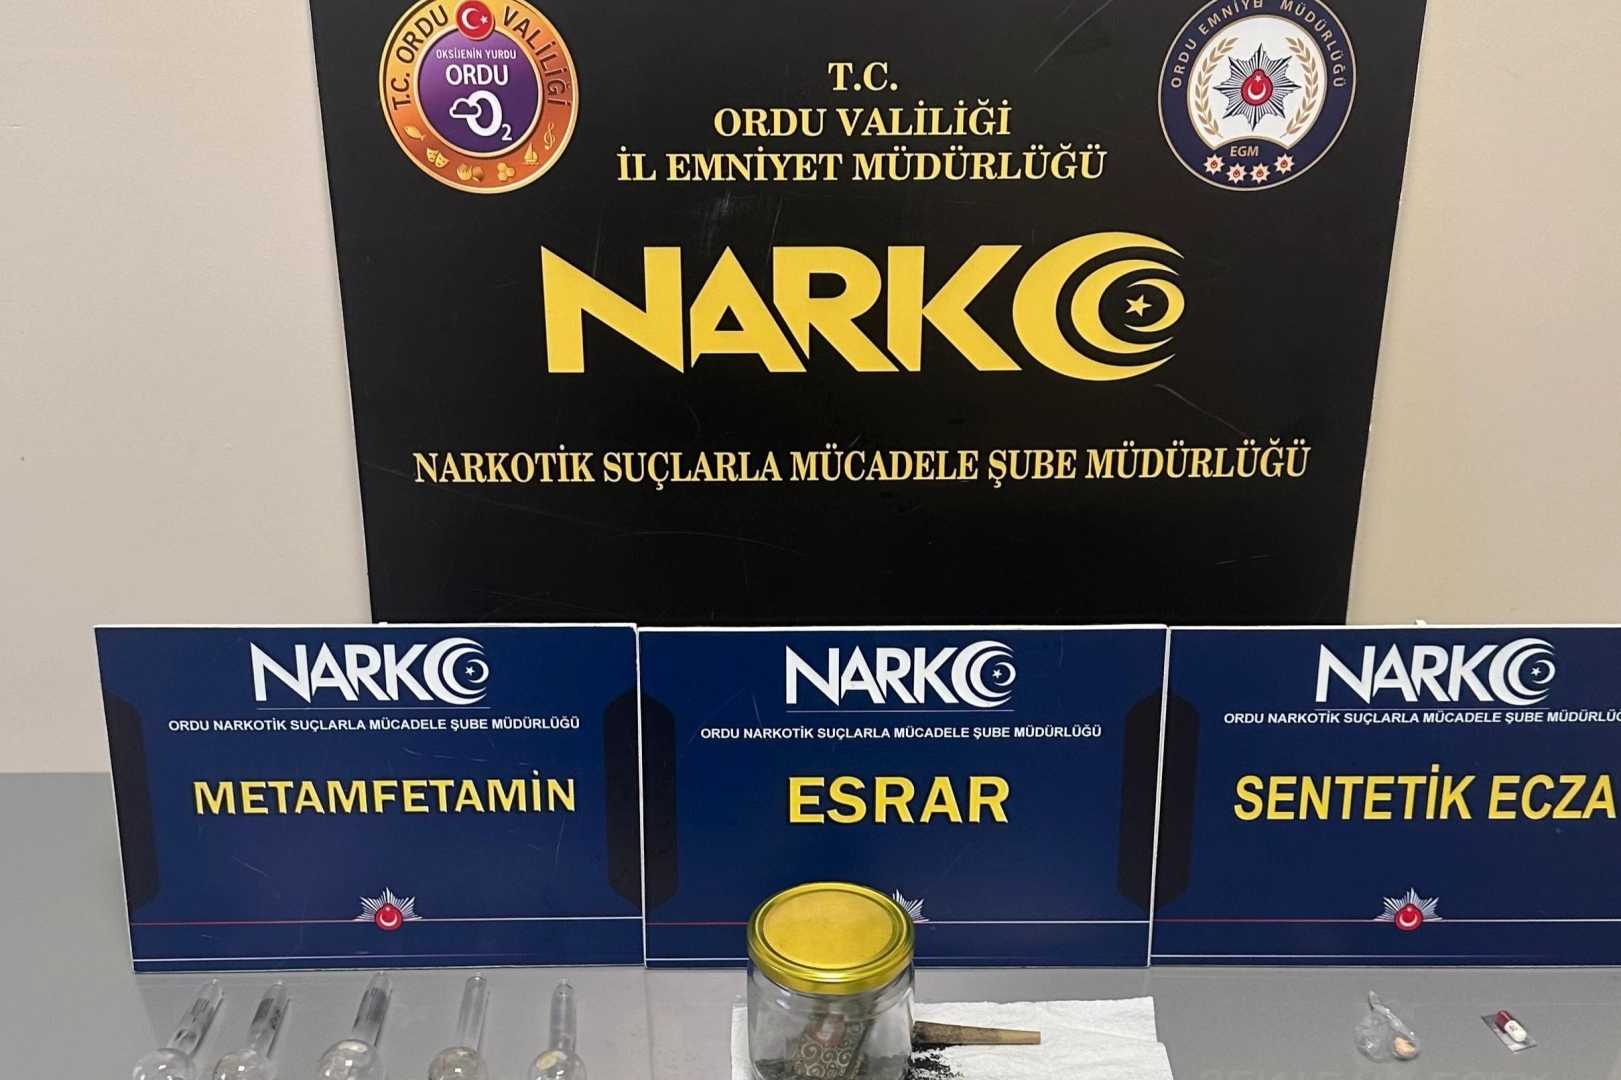 T.C. ORDU VALİLİĞİ
OKSİJENİN YURDU
ORDU
O2
T.C.
ORDU VALİLİĞİ
İL EMNİYET MÜDÜRLÜĞÜ
ORDU EMNİYET MÜDÜRLÜĞÜ
EGM
NARKO
NARKOTİK SUÇLARLA MÜCADELE ŞUBE MÜDÜRLÜĞÜ
NARKO
ORDU NARKOTİK SUÇLARLA MÜCADELE ŞUBE MÜDÜRLÜĞÜ
METAMFETAMİN
NARKO
ORDU NARKOTİK SUÇLARLA MÜCADELE ŞUBE MÜDÜRLÜĞÜ
ESRAR
NARKO
ORDU NARKOTİK SUÇLARLA MÜCADELE ŞUBE MÜDÜRLÜĞ
SENTETİK ECZA